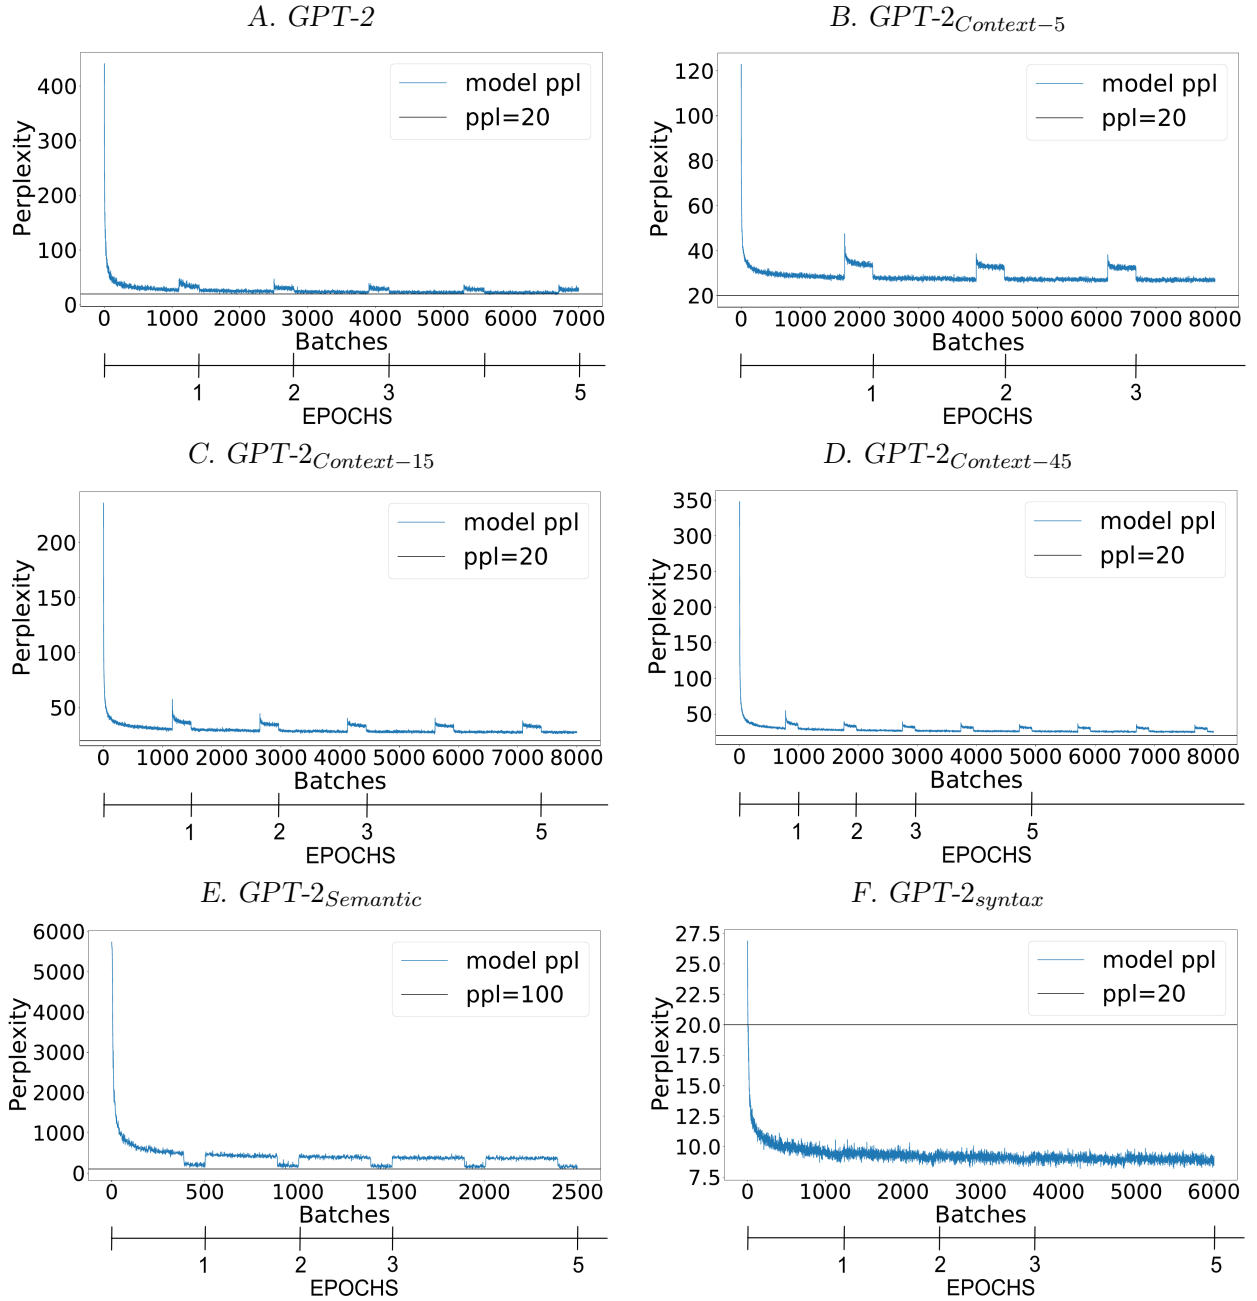 A. GPT-2
400
300
200
100
0
Perplexity
model ppl
ppl=20
0 1000 2000 3000 4000 5000 6000 7000
Batches
1 2 3 5
EPOCHS
B. GPT-2Context−5
120
100
80
60
40
20
Perplexity
model ppl
ppl=20
0 1000 2000 3000 4000 5000 6000 7000 8000
Batches
1 2 3
EPOCHS
C. GPT-2Context−15
200
150
100
50
Perplexity
model ppl
ppl=20
0 1000 2000 3000 4000 5000 6000 7000 8000
Batches
1 2 3 5
EPOCHS
D. GPT-2Context−45
350
300
250
200
150
100
50
Perplexity
model ppl
ppl=20
0 1000 2000 3000 4000 5000 6000 7000 8000
Batches
1 2 3 5
EPOCHS
E. GPT-2Semantic
6000
5000
4000
3000
2000
1000
0
Perplexity
model ppl
ppl=100
0 500 1000 1500 2000 2500
Batches
1 2 3 5
EPOCHS
F. GPT-2syntax
27.5
25.0
22.5
20.0
17.5
15.0
12.5
10.0
7.5
Perplexity
model ppl
ppl=20
0 1000 2000 3000 4000 5000 6000
Batches
1 2 3 5
EPOCHS